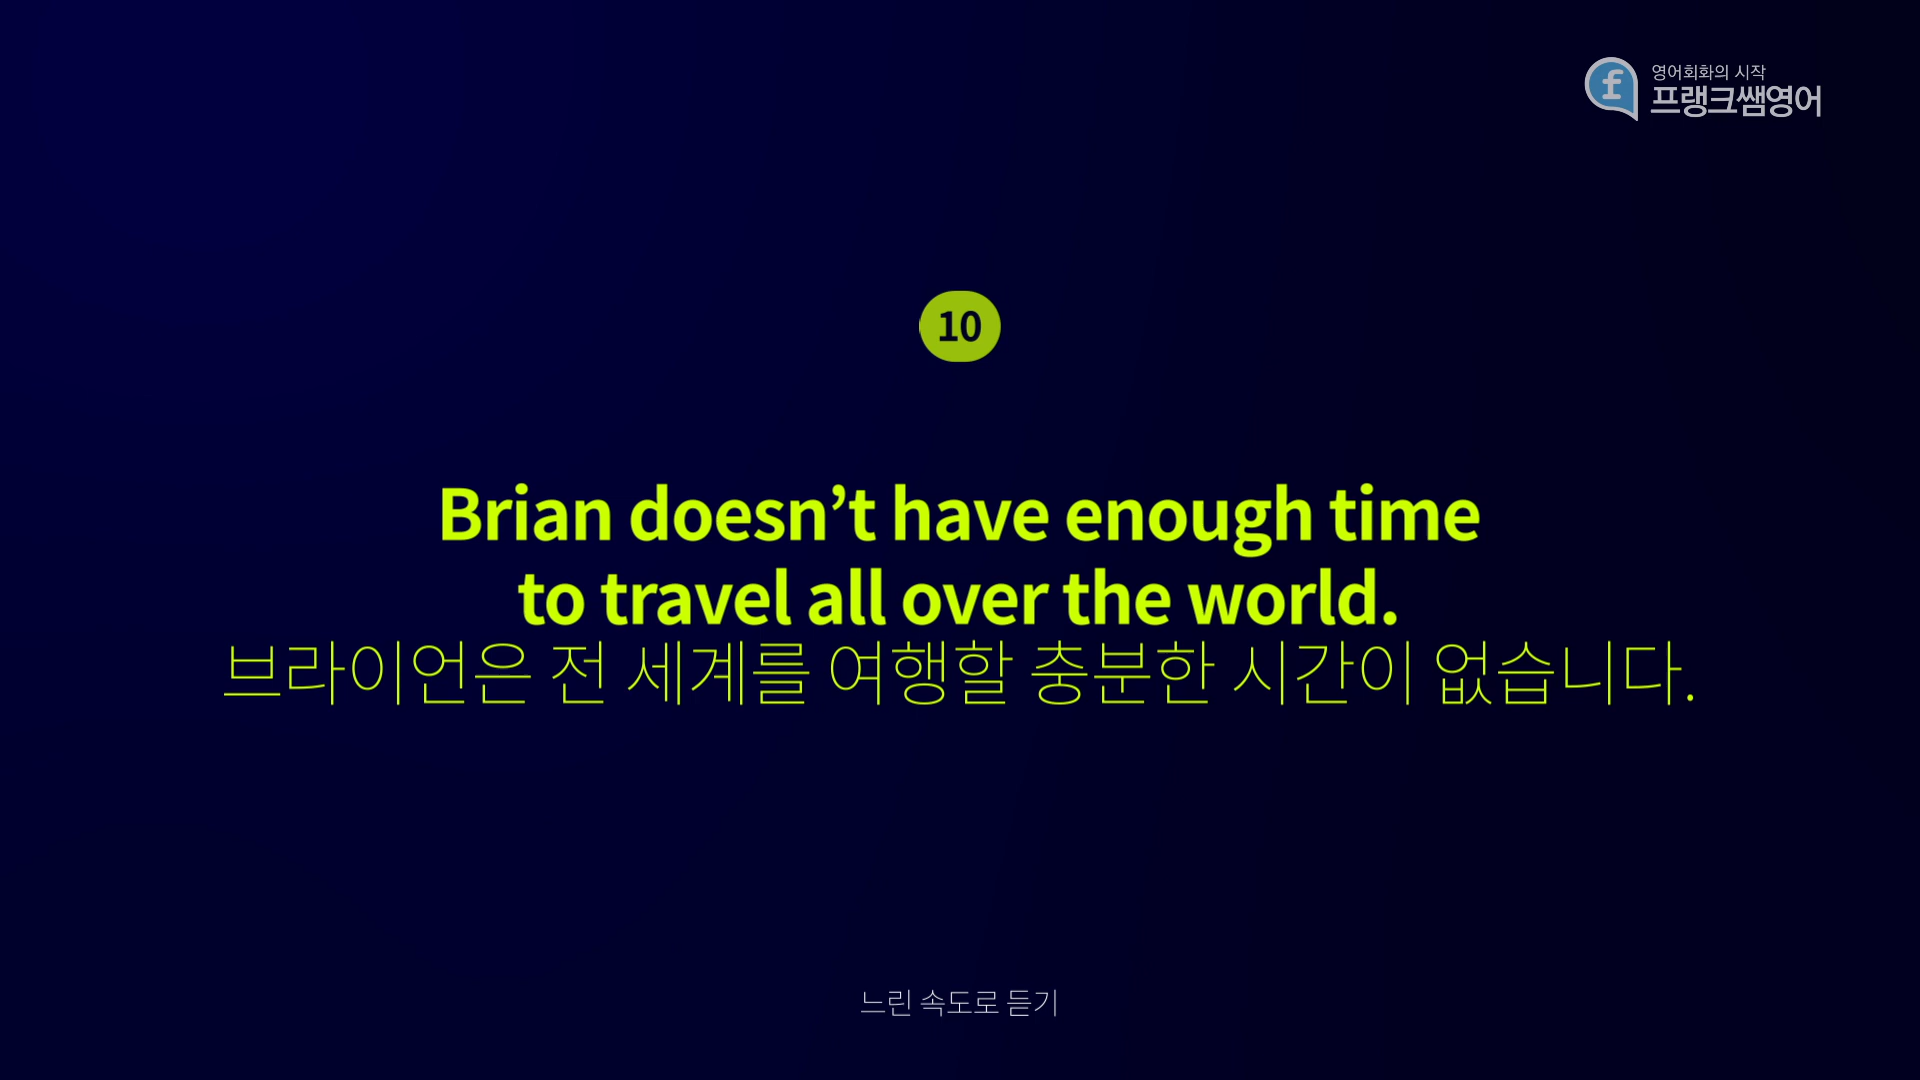 영어회화의 시작
프랭크쌤영어
10
Brian doesn’t have enough time
to travel all over the world.
브라이언은 전 세계를 여행할 충분한 시간이 없습니다.
느린 속도로 듣기